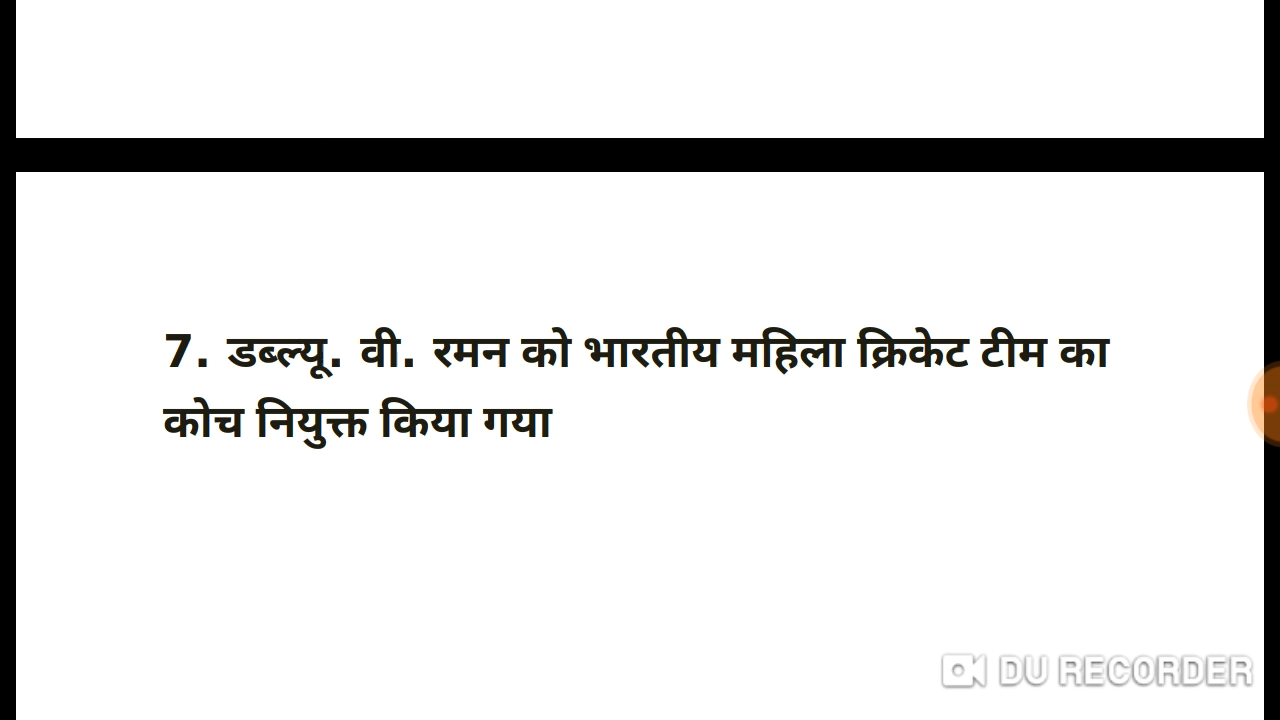 7. डब्ल्यू. वी. रमन को भारतीय महिला क्रिकेट टीम का
कोच नियुक्त किया गया
DU RECORDER